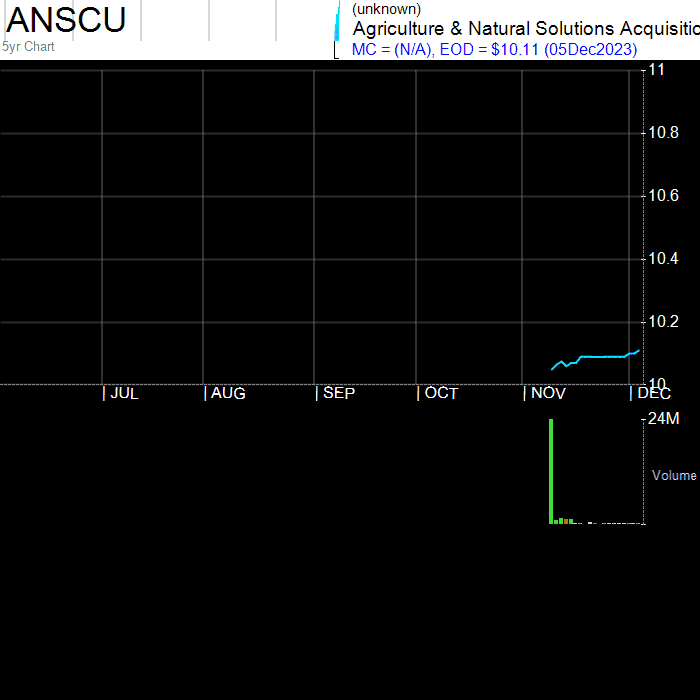 ANSCU
5yr Chart
(unknown)
Agriculture & Natural Solutions Acquisitio
MC = (N/A), EOD = $10.11 (05Dec2023)
11
10.8
10.6
10.4
10.2
10
| JUL | AUG | SEP | OCT | NOV | DEC
24M
Volume